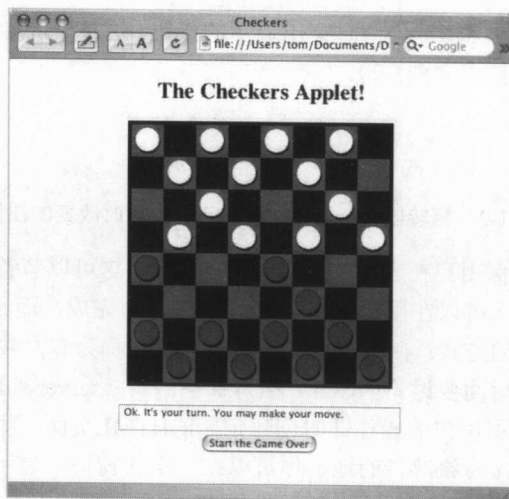 Checkers
A A C file:///Users/tom/Documents/D Google
The Checkers Applet!
Ok. It's your turn. You may make your move.
Start the Game Over